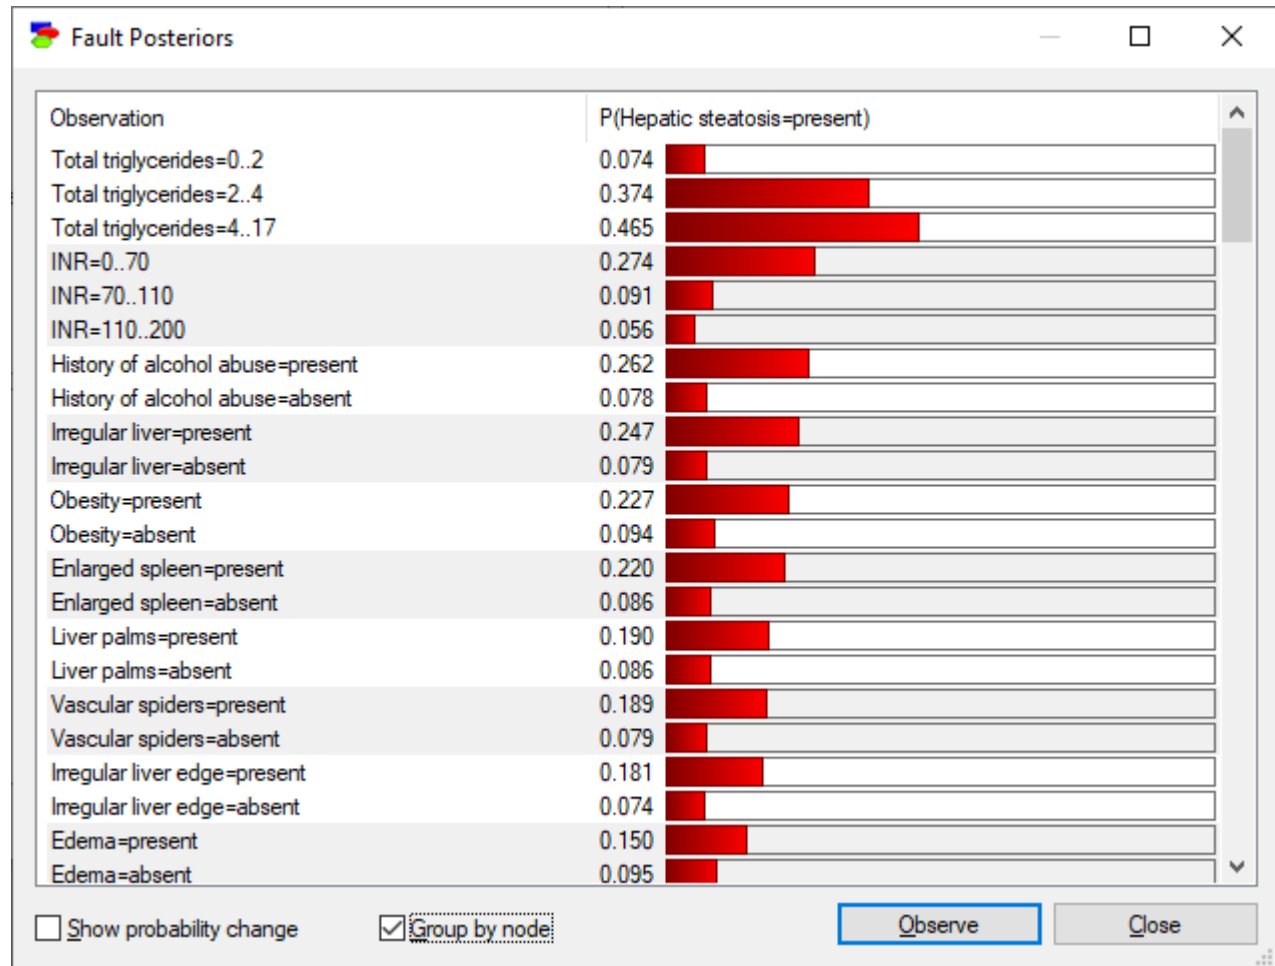 Fault Posteriors
Observation P(Hepatic steatosis=present)
Total triglycerides=0..2 0.074
Total triglycerides=2..4 0.374
Total triglycerides=4..17 0.465
INR=0..70 0.274
INR=70..110 0.091
INR=110..200 0.056
History of alcohol abuse=present 0.262
History of alcohol abuse=absent 0.078
Irregular liver=present 0.247
Irregular liver=absent 0.079
Obesity=present 0.227
Obesity=absent 0.094
Enlarged spleen=present 0.220
Enlarged spleen=absent 0.086
Liver palms=present 0.190
Liver palms=absent 0.086
Vascular spiders=present 0.189
Vascular spiders=absent 0.079
Irregular liver edge=present 0.181
Irregular liver edge=absent 0.074
Edema=present 0.150
Edema=absent 0.095
Show probability change Group by node Observe Close